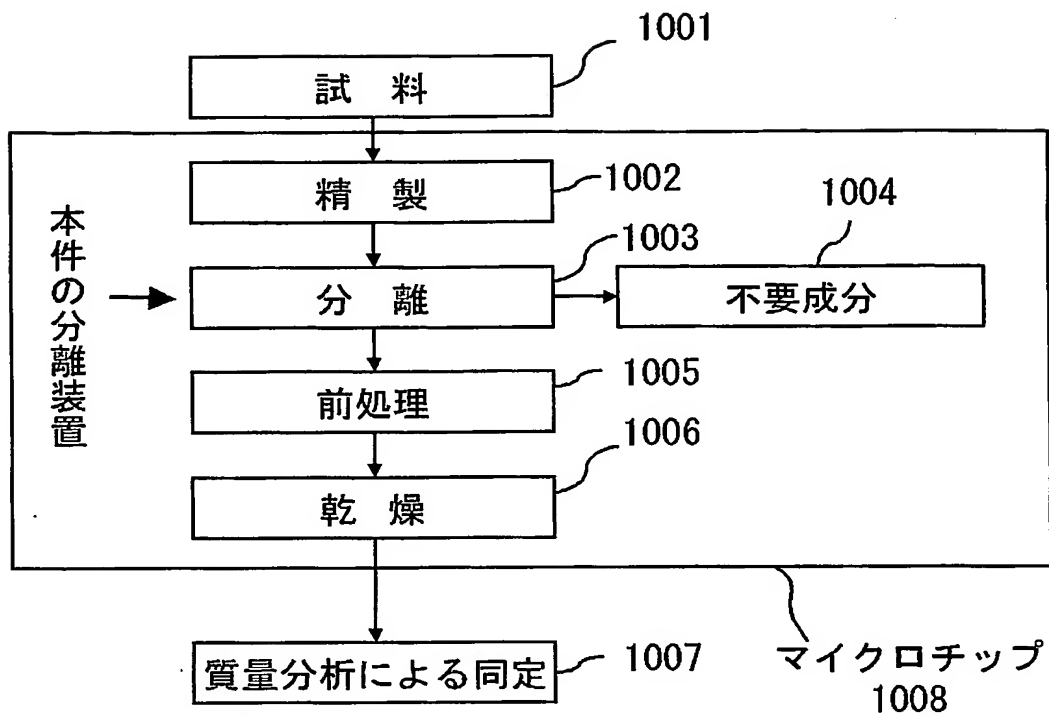 1001
試 料
精 製
1002
1003
1004
本件の分離装置
分 離
不要成分
1005
前処理
1006
乾 燥
質量分析による同定
1007
マイクロチップ
1008